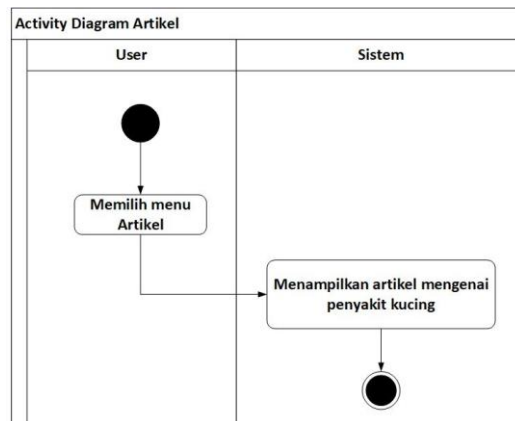 Activity Diagram Artikel
User
Sistem
Memilih menu
Artikel
Menampilkan artikel mengenai
penyakit kucing